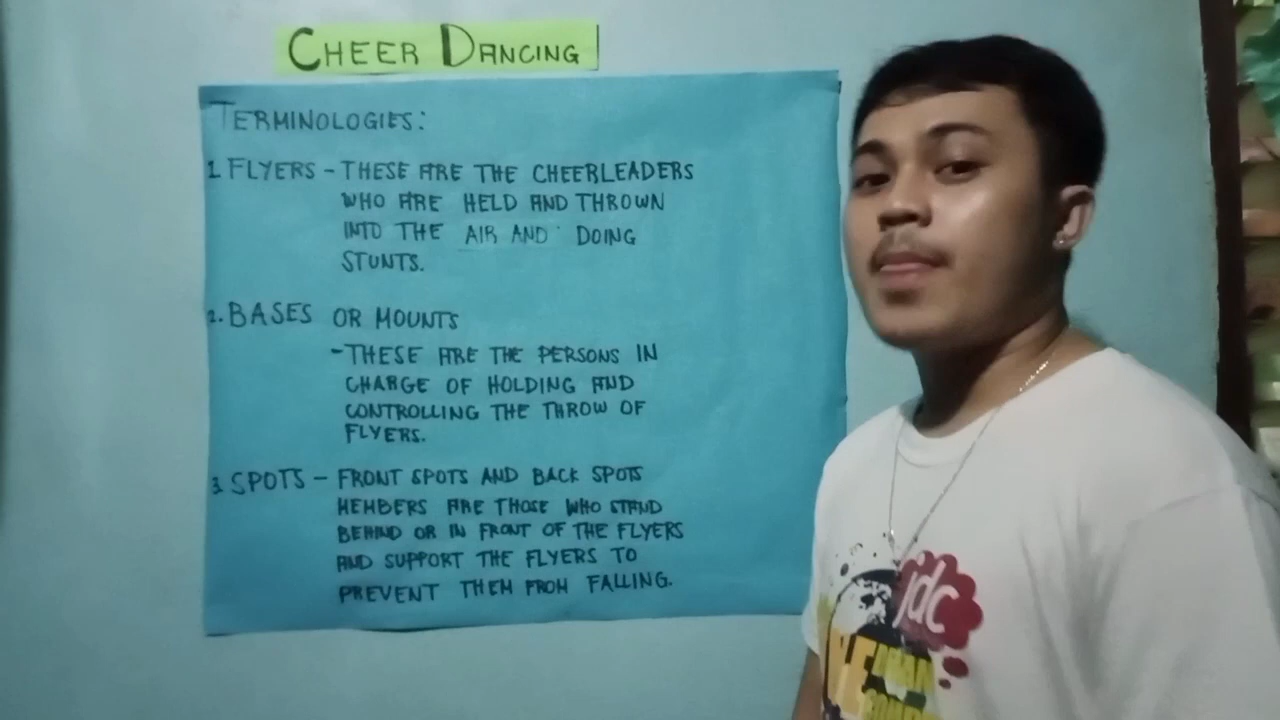 CHEER DANCING
TERMINOLOGIES:
1. FLYERS - THESE ARE THE CHEERLEADERS
WHO ARE HELD AND THROWN
INTO THE AIR AND DOING
STUNTS.
2. BASES OR MOUNTS
- THESE ARE THE PERSONS IN
CHARGE OF HOLDING AND
CONTROLLING THE THROW OF
FLYERS.
3. SPOTS - FRONT SPOTS AND BACK SPOTS
MEMBERS ARE THOSE WHO STAND
BEHIND OR IN FRONT OF THE FLYERS
AND SUPPORT THE FLYERS TO
PREVENT THEM FROM FALLING.
jdc